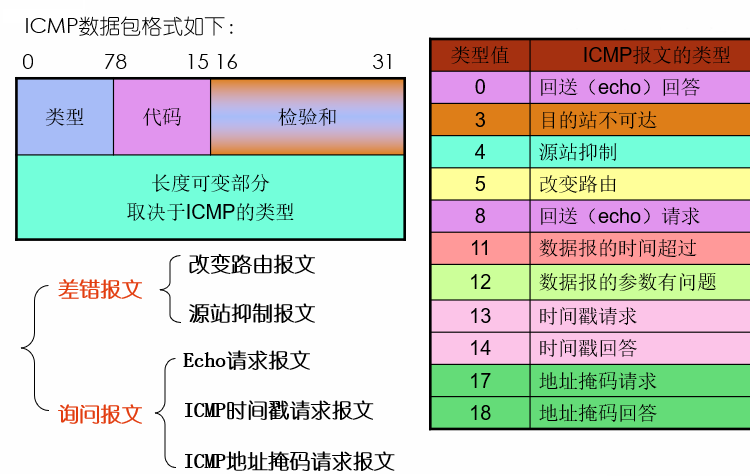 ICMP数据包格式如下：
0 78 15 16 31
类型 代码 检验和
长度可变部分
取决于ICMP的类型
差错报文
改变路由报文
源站抑制报文
询问报文
Echo请求报文
ICMP时间戳请求报文
ICMP地址掩码请求报文
类型值 ICMP报文的类型
0 回送（echo）回答
3 目的站不可达
4 源站抑制
5 改变路由
8 回送（echo）请求
11 数据报的时间超过
12 数据报的参数有问题
13 时间戳请求
14 时间戳回答
17 地址掩码请求
18 地址掩码回答